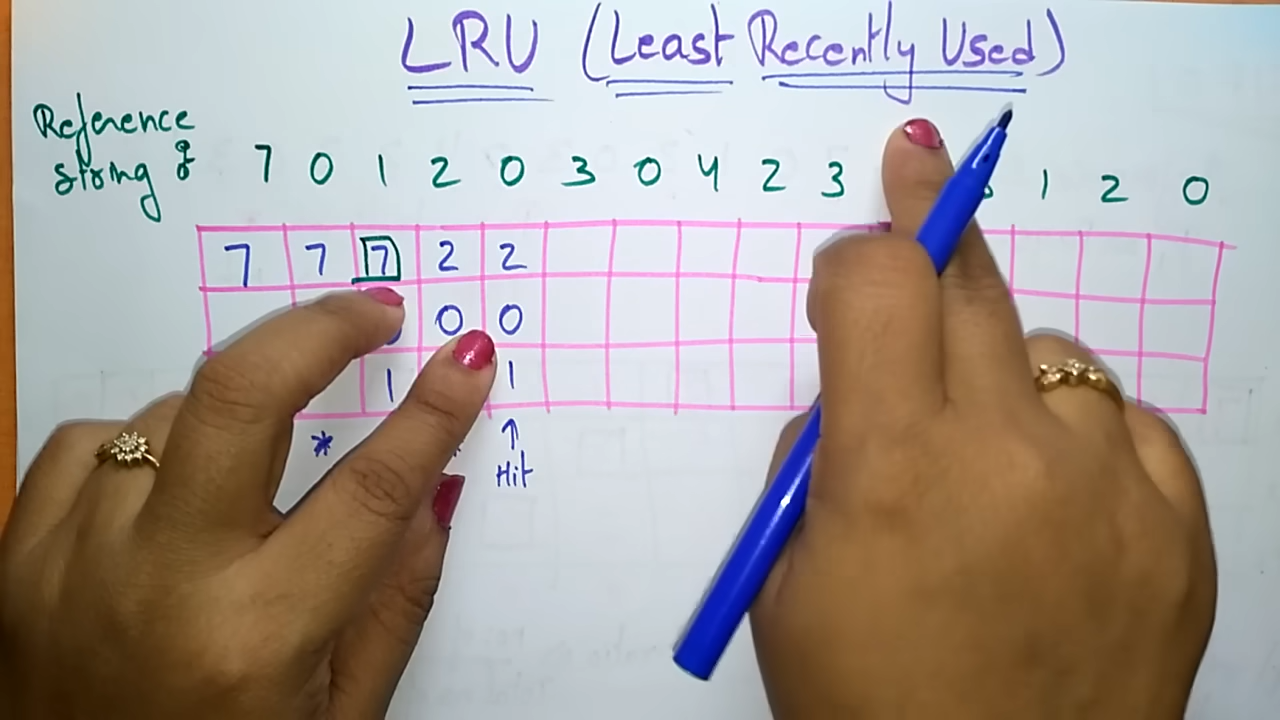 LRU (Least Recently Used)
Reference
string of 7 0 1 2 0 3 0 4 2 3 1 2 0
7 7 7 2 2
0 0
1 1
*
Hit